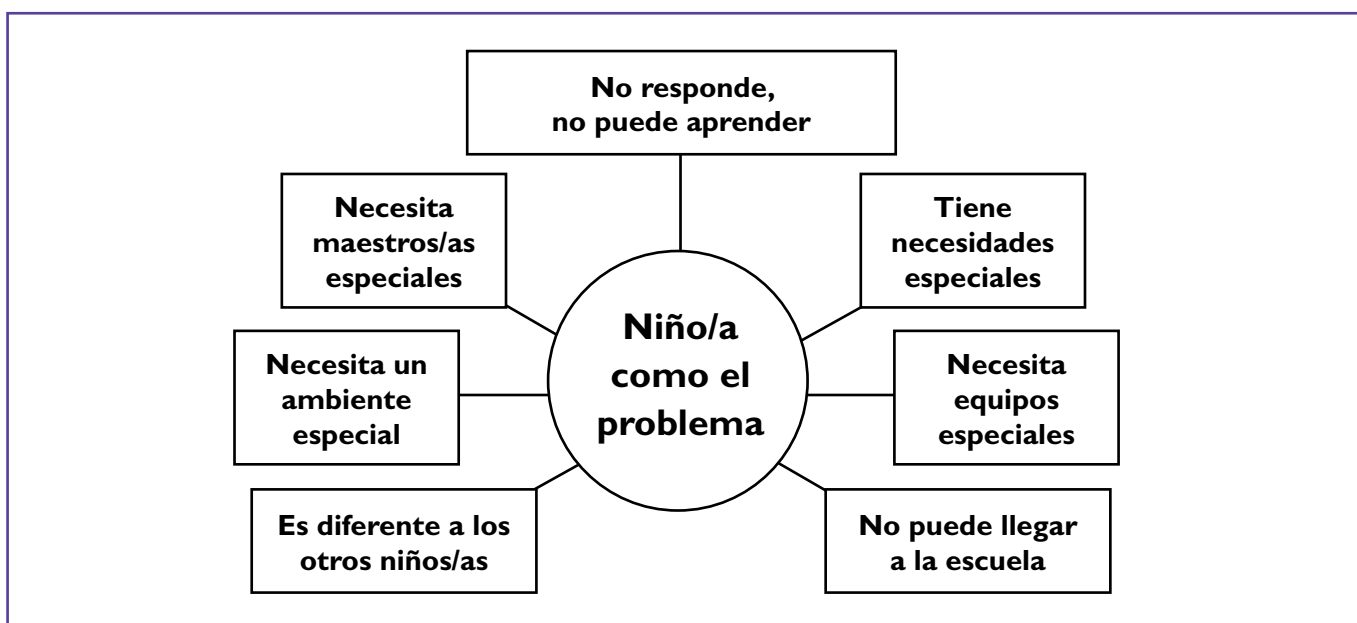 No responde,
no puede aprender
Necesita
maestros/as
especiales
Tiene
necesidades
especiales
Niño/a
como el
problema
Necesita un
ambiente
especial
Necesita
equipos
especiales
Es diferente a los
otros niños/as
No puede llegar
a la escuela